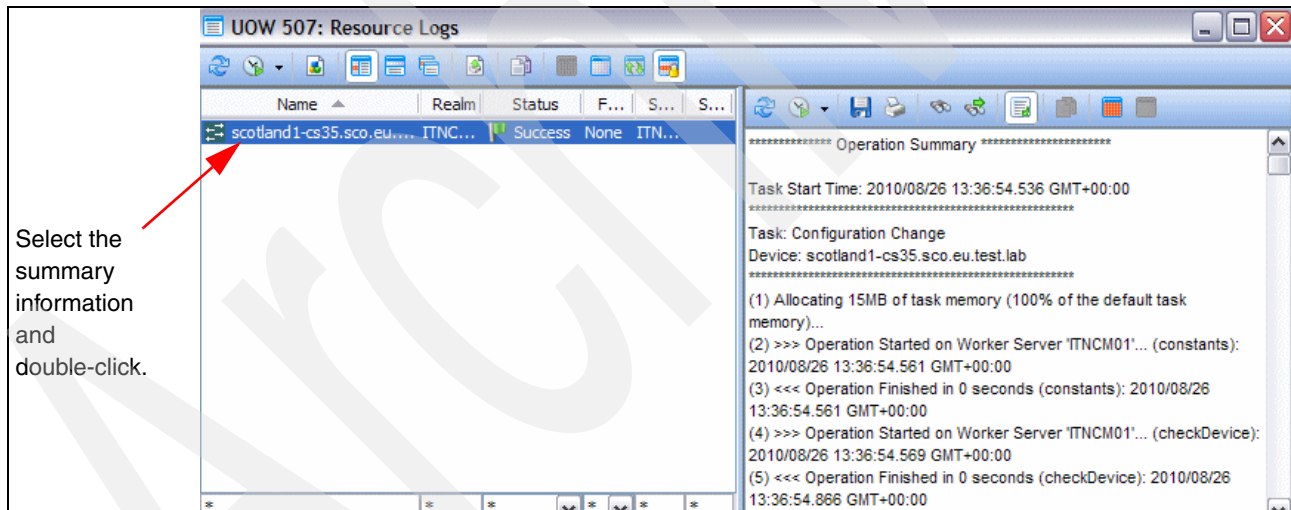 UOW 507: Resource Logs
Name Realm Status F... S... S...
scotland1-cs35.sco.eu.... ITNC... Success None ITN...
* * * * * *
Select the
summary
information
and
double-click.
************** Operation Summary **********************
Task Start Time: 2010/08/26 13:36:54.536 GMT+00:00
*******************************************************
Task: Configuration Change
Device: scotland1-cs35.sco.eu.test.lab
*******************************************************
(1) Allocating 15MB of task memory (100% of the default task
memory)...
(2) >>> Operation Started on Worker Server 'ITNCM01'... (constants):
2010/08/26 13:36:54.561 GMT+00:00
(3) <<< Operation Finished in 0 seconds (constants): 2010/08/26
13:36:54.561 GMT+00:00
(4) >>> Operation Started on Worker Server 'ITNCM01'... (checkDevice):
2010/08/26 13:36:54.569 GMT+00:00
(5) <<< Operation Finished in 0 seconds (checkDevice): 2010/08/26
13:36:54.866 GMT+00:00